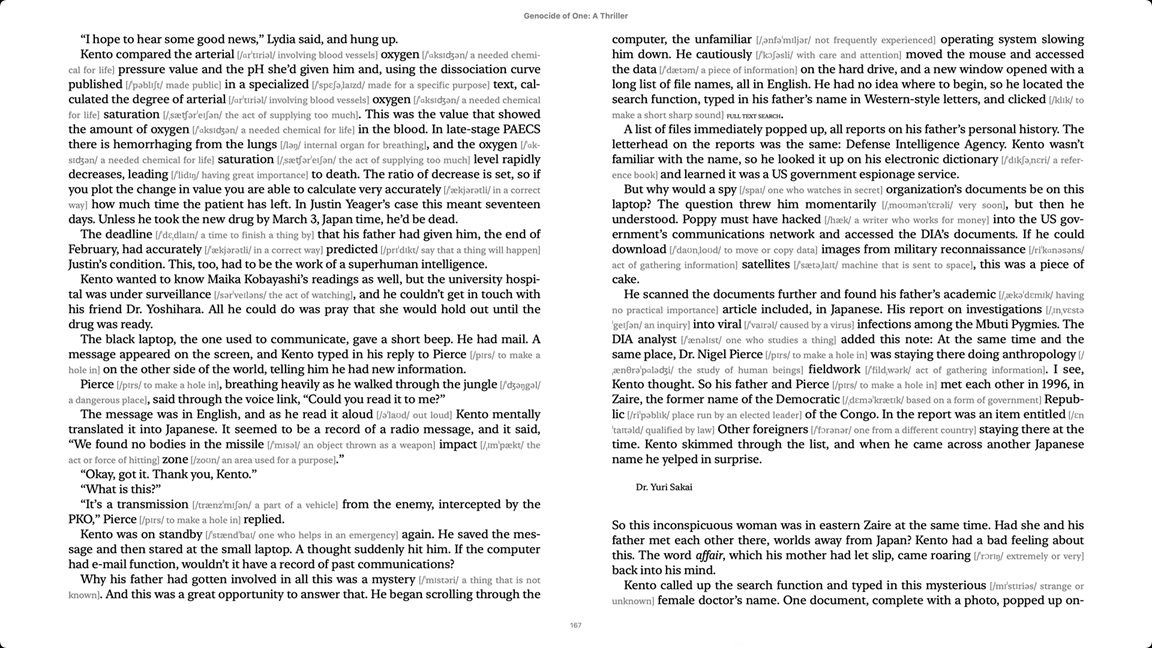 Genocide of One: A Thriller
“I hope to hear some good news,” Lydia said, and hung up.
Kento compared the arterial [/ɑrˈtɪriəl/ involving blood vessels] oxygen [/ˈɒksɪdʒən/ a needed chemi-
cal for life] pressure value and the pH she’d given him and, using the dissociation curve
published [/ˈpəblɪʃt/ made public] in a specialized [/ˈspɛʃəˌlaɪzd/ made for a specific purpose] text, cal-
culated the degree of arterial [/ɑrˈtɪriəl/ involving blood vessels] oxygen [/ˈɒksɪdʒən/ a needed chemical
for life] saturation [/ˌsætʃərˈeɪʃən/ the act of supplying too much]. This was the value that showed
the amount of oxygen [/ˈɒksɪdʒən/ a needed chemical for life] in the blood. In late-stage PAECS
there is hemorrhaging from the lungs [/ləŋ/ internal organ for breathing], and the oxygen [/ˈɒk-
sɪdʒən/ a needed chemical for life] saturation [/ˌsætʃərˈeɪʃən/ the act of supplying too much] level rapidly
decreases, leading [/ˈlidɪŋ/ having great importance] to death. The ratio of decrease is set, so if
you plot the change in value you are able to calculate very accurately [/ˈækjərətli/ in a correct
way] how much time the patient has left. In Justin Yeager’s case this meant seventeen
days. Unless he took the new drug by March 3, Japan time, he’d be dead.
The deadline [/ˈdɛˌdlaɪn/ a time to finish a thing by] that his father had given him, the end of
February, had accurately [/ˈækjərətli/ in a correct way] predicted [/prɪˈdɪkt/ say that a thing will happen]
Justin’s condition. This, too, had to be the work of a superhuman intelligence.
Kento wanted to know Maika Kobayashi’s readings as well, but the university hospi-
tal was under surveillance [/sərˈveɪləns/ the act of watching], and he couldn’t get in touch with
his friend Dr. Yoshihara. All he could do was pray that she would hold out until the
drug was ready.
The black laptop, the one used to communicate, gave a short beep. He had mail. A
message appeared on the screen, and Kento typed in his reply to Pierce [/pɪrs/ to make a
hole in] on the other side of the world, telling him he had new information.
Pierce [/pɪrs/ to make a hole in], breathing heavily as he walked through the jungle [/ˈdʒəŋgəl/
a dangerous place], said through the voice link, “Could you read it to me?”
The message was in English, and as he read it aloud [/əˈlaʊd/ out loud] Kento mentally
translated it into Japanese. It seemed to be a record of a radio message, and it said,
“We found no bodies in the missile [/ˈmɪsəl/ an object thrown as a weapon] impact [/ˌɪmˈpækt/ the
act or force of hitting] zone [/zoʊn/ an area used for a purpose].”
“Okay, got it. Thank you, Kento.”
“What is this?”
“It’s a transmission [/trænzˈmɪʃən/ a part of a vehicle] from the enemy, intercepted by the
PKO,” Pierce [/pɪrs/ to make a hole in] replied.
Kento was on standby [/ˈstændˈbaɪ/ one who helps in an emergency] again. He saved the mes-
sage and then stared at the small laptop. A thought suddenly hit him. If the computer
had e-mail function, wouldn’t it have a record of past communications?
Why his father had gotten involved in all this was a mystery [/ˈmɪstəri/ a thing that is not
known]. And this was a great opportunity to answer that. He began scrolling through the
computer, the unfamiliar [/ˌənfəˈmɪljər/ not frequently experienced] operating system slowing
him down. He cautiously [/ˈkɔʃəsli/ with care and attention] moved the mouse and accessed
the data [/ˈdætəm/ a piece of information] on the hard drive, and a new window opened with a
long list of file names, all in English. He had no idea where to begin, so he located the
search function, typed in his father’s name in Western-style letters, and clicked [/klɪk/ to
make a short sharp sound] FULL TEXT SEARCH.
A list of files immediately popped up, all reports on his father’s personal history. The
letterhead on the reports was the same: Defense Intelligence Agency. Kento wasn’t
familiar with the name, so he looked it up on his electronic dictionary [/ˈdɪkʃəˌnɛri/ a refer-
ence book] and learned it was a US government espionage service.
But why would a spy [/spaɪ/ one who watches in secret] organization’s documents be on this
laptop? The question threw him momentarily [/ˌmoʊmənˈtɛrəli/ very soon], but then he
understood. Poppy must have hacked [/hæk/ a writer who works for money] into the US gov-
ernment’s communications network and accessed the DIA’s documents. If he could
download [/ˈdaʊnˌloʊd/ to move or copy data] images from military reconnaissance [/riˈkɑnəsəns/
act of gathering information] satellites [/ˈsætəˌlaɪt/ machine that is sent to space], this was a piece of
cake.
He scanned the documents further and found his father’s academic [/ˌækəˈdɛmɪk/ having
no practical importance] article included, in Japanese. His report on investigations [/ɪnˌvɛstə
ˈgeɪʃən/ an inquiry] into viral [/ˈvaɪrəl/ caused by a virus] infections among the Mbuti Pygmies. The
DIA analyst [/ˈænəlɪst/ one who studies a thing] added this note: At the same time and the
same place, Dr. Nigel Pierce [/pɪrs/ to make a hole in] was staying there doing anthropology [/
ˌænθrəˈpɒlədʒi/ the study of human beings] fieldwork [/ˈfildˌwərk/ act of gathering information]. I see,
Kento thought. So his father and Pierce [/pɪrs/ to make a hole in] met each other in 1996, in
Zaire, the former name of the Democratic [/ˌdɛməˈkrætɪk/ based on a form of government] Repub-
lic [/riˈpəblɪk/ place run by an elected leader] of the Congo. In the report was an item entitled [/ɛn
ˈtaɪtəld/ qualified by law] Other foreigners [/ˈfɔrənər/ one from a different country] staying there at the
time. Kento skimmed through the list, and when he came across another Japanese
name he yelped in surprise.
Dr. Yuri Sakai
So this inconspicuous woman was in eastern Zaire at the same time. Had she and his
father met each other there, worlds away from Japan? Kento had a bad feeling about
this. The word affair, which his mother had let slip, came roaring [/ˈrɔrɪŋ/ extremely or very]
back into his mind.
Kento called up the search function and typed in this mysterious [/mɪˈstɪriəs/ strange or
unknown] female doctor’s name. One document, complete with a photo, popped up on-
167